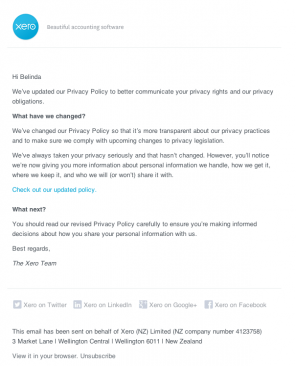 xero Beautiful accounting software
Hi Belinda
We've updated our Privacy Policy to better communicate your privacy rights and our privacy
obligations.
What have we changed?
We've changed our Privacy Policy so that it's more transparent about our privacy practices
and to make sure we comply with upcoming changes to privacy legislation.
We've always taken your privacy seriously and that hasn't changed. However, you'll notice
we're now giving you more information about personal information we handle, how we get it,
where we keep it, and who we will (or won't) share it with.
Check out our updated policy.
What next?
You should read our revised Privacy Policy carefully to ensure you're making informed
decisions about how you share your personal information with us.
Best regards,
The Xero Team
Xero on Twitter Xero on LinkedIn Xero on Google+ Xero on Facebook
This email has been sent on behalf of Xero (NZ) Limited (NZ company number 4123758)
3 Market Lane | Wellington Central | Wellington 6011 | New Zealand
View it in your browser. Unsubscribe